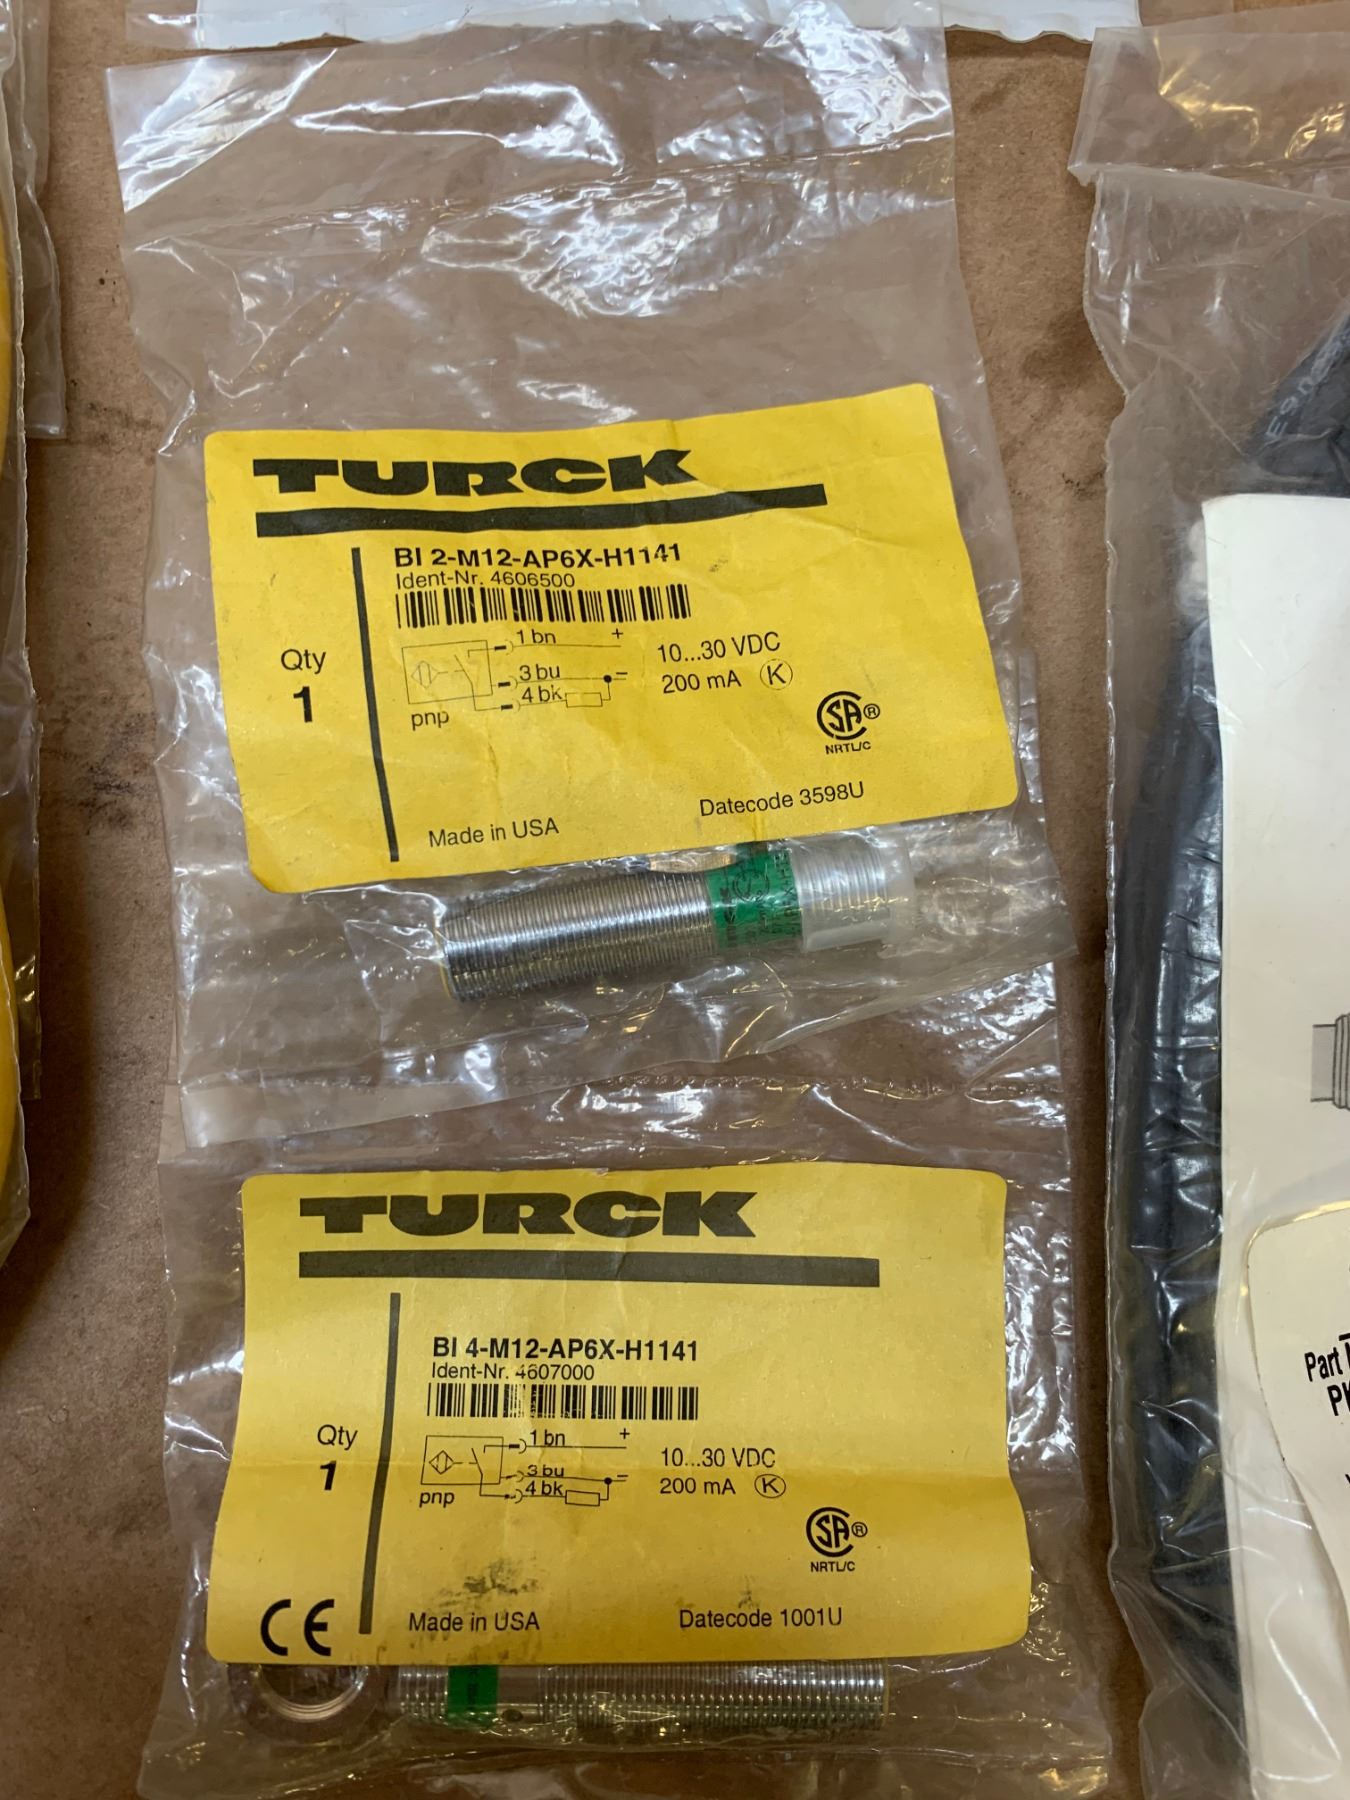 TURCK
BI 2-M12-AP6X-H1141
Ident-Nr. 4606500
Qty
1
1 bn +
3 bu –
4 bk
pnp
10...30 VDC
200 mA K
SA ®
NRTL/C
Datecode 3598U
Made in USA
TURCK
BI 4-M12-AP6X-H1141
Ident-Nr. 4607000
Qty
1
1 bn +
3 bu –
4 bk
pnp
10...30 VDC
200 mA K
SA ®
NRTL/C
CE
Made in USA
Datecode 1001U
Part